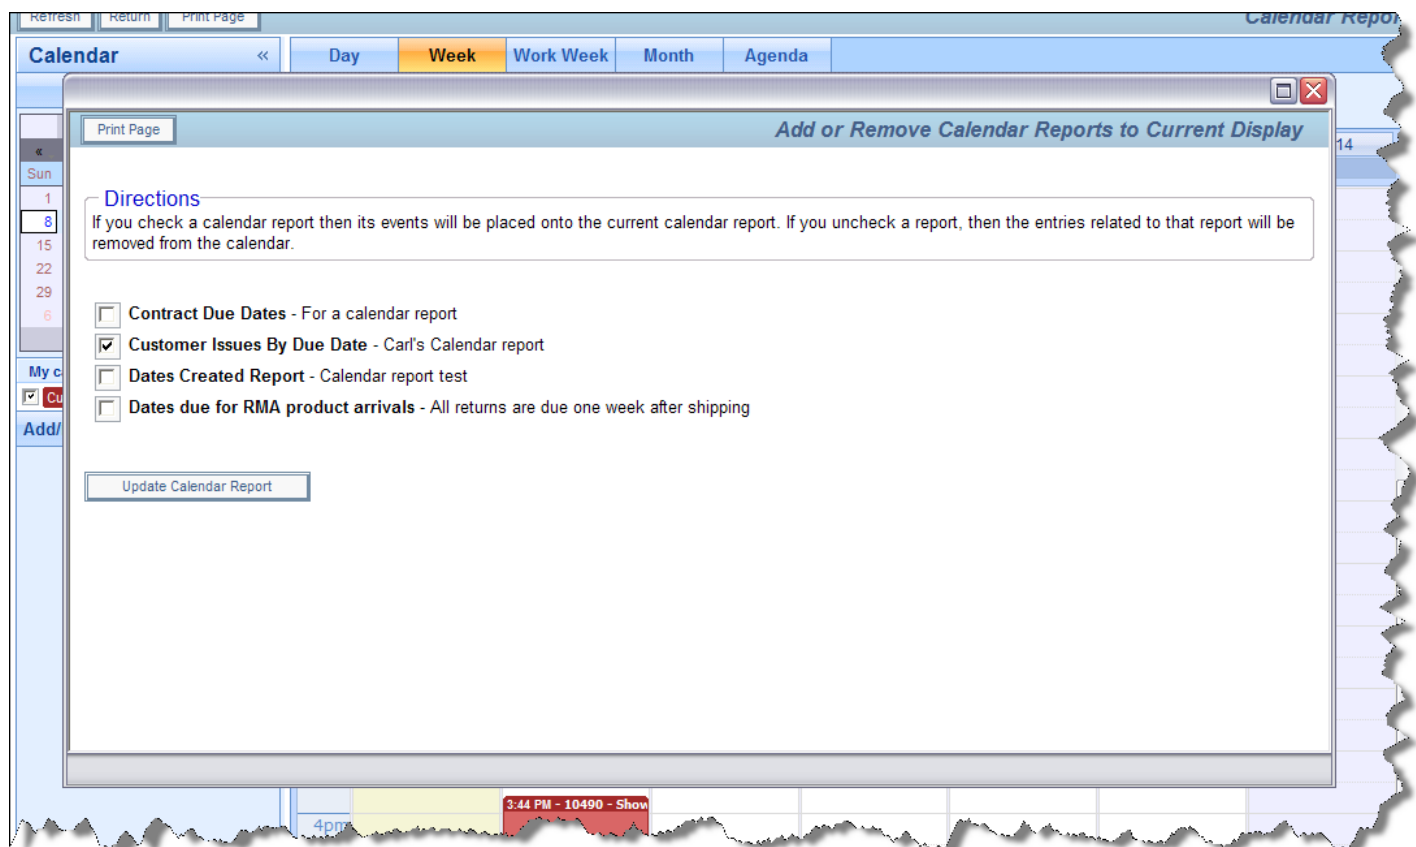 Refresh Return Print Page Calendar Repor
Calendar «
Day Week Work Week Month Agenda
Print Page Add or Remove Calendar Reports to Current Display
14
«
Sun
1
8
15
22
29
6
Directions
If you check a calendar report then its events will be placed onto the current calendar report. If you uncheck a report, then the entries related to that report will be
removed from the calendar.
Contract Due Dates - For a calendar report
Customer Issues By Due Date - Carl's Calendar report
Dates Created Report - Calendar report test
Dates due for RMA product arrivals - All returns are due one week after shipping
My c
Cu
Add/
Update Calendar Report
3:44 PM - 10490 - Show
4pm